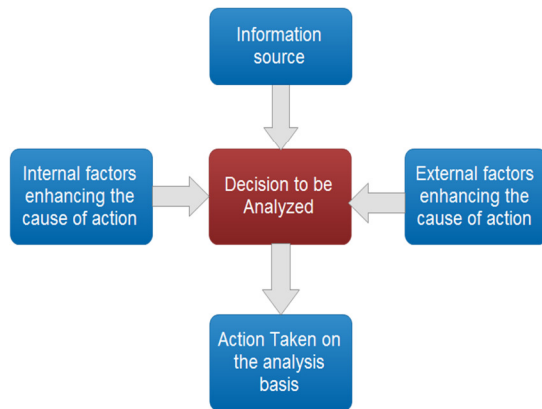 Information
source
Internal factors
enhancing the
cause of action
Decision to be
Analyzed
External factors
enhancing the
cause of action
Action Taken on
the analysis
basis